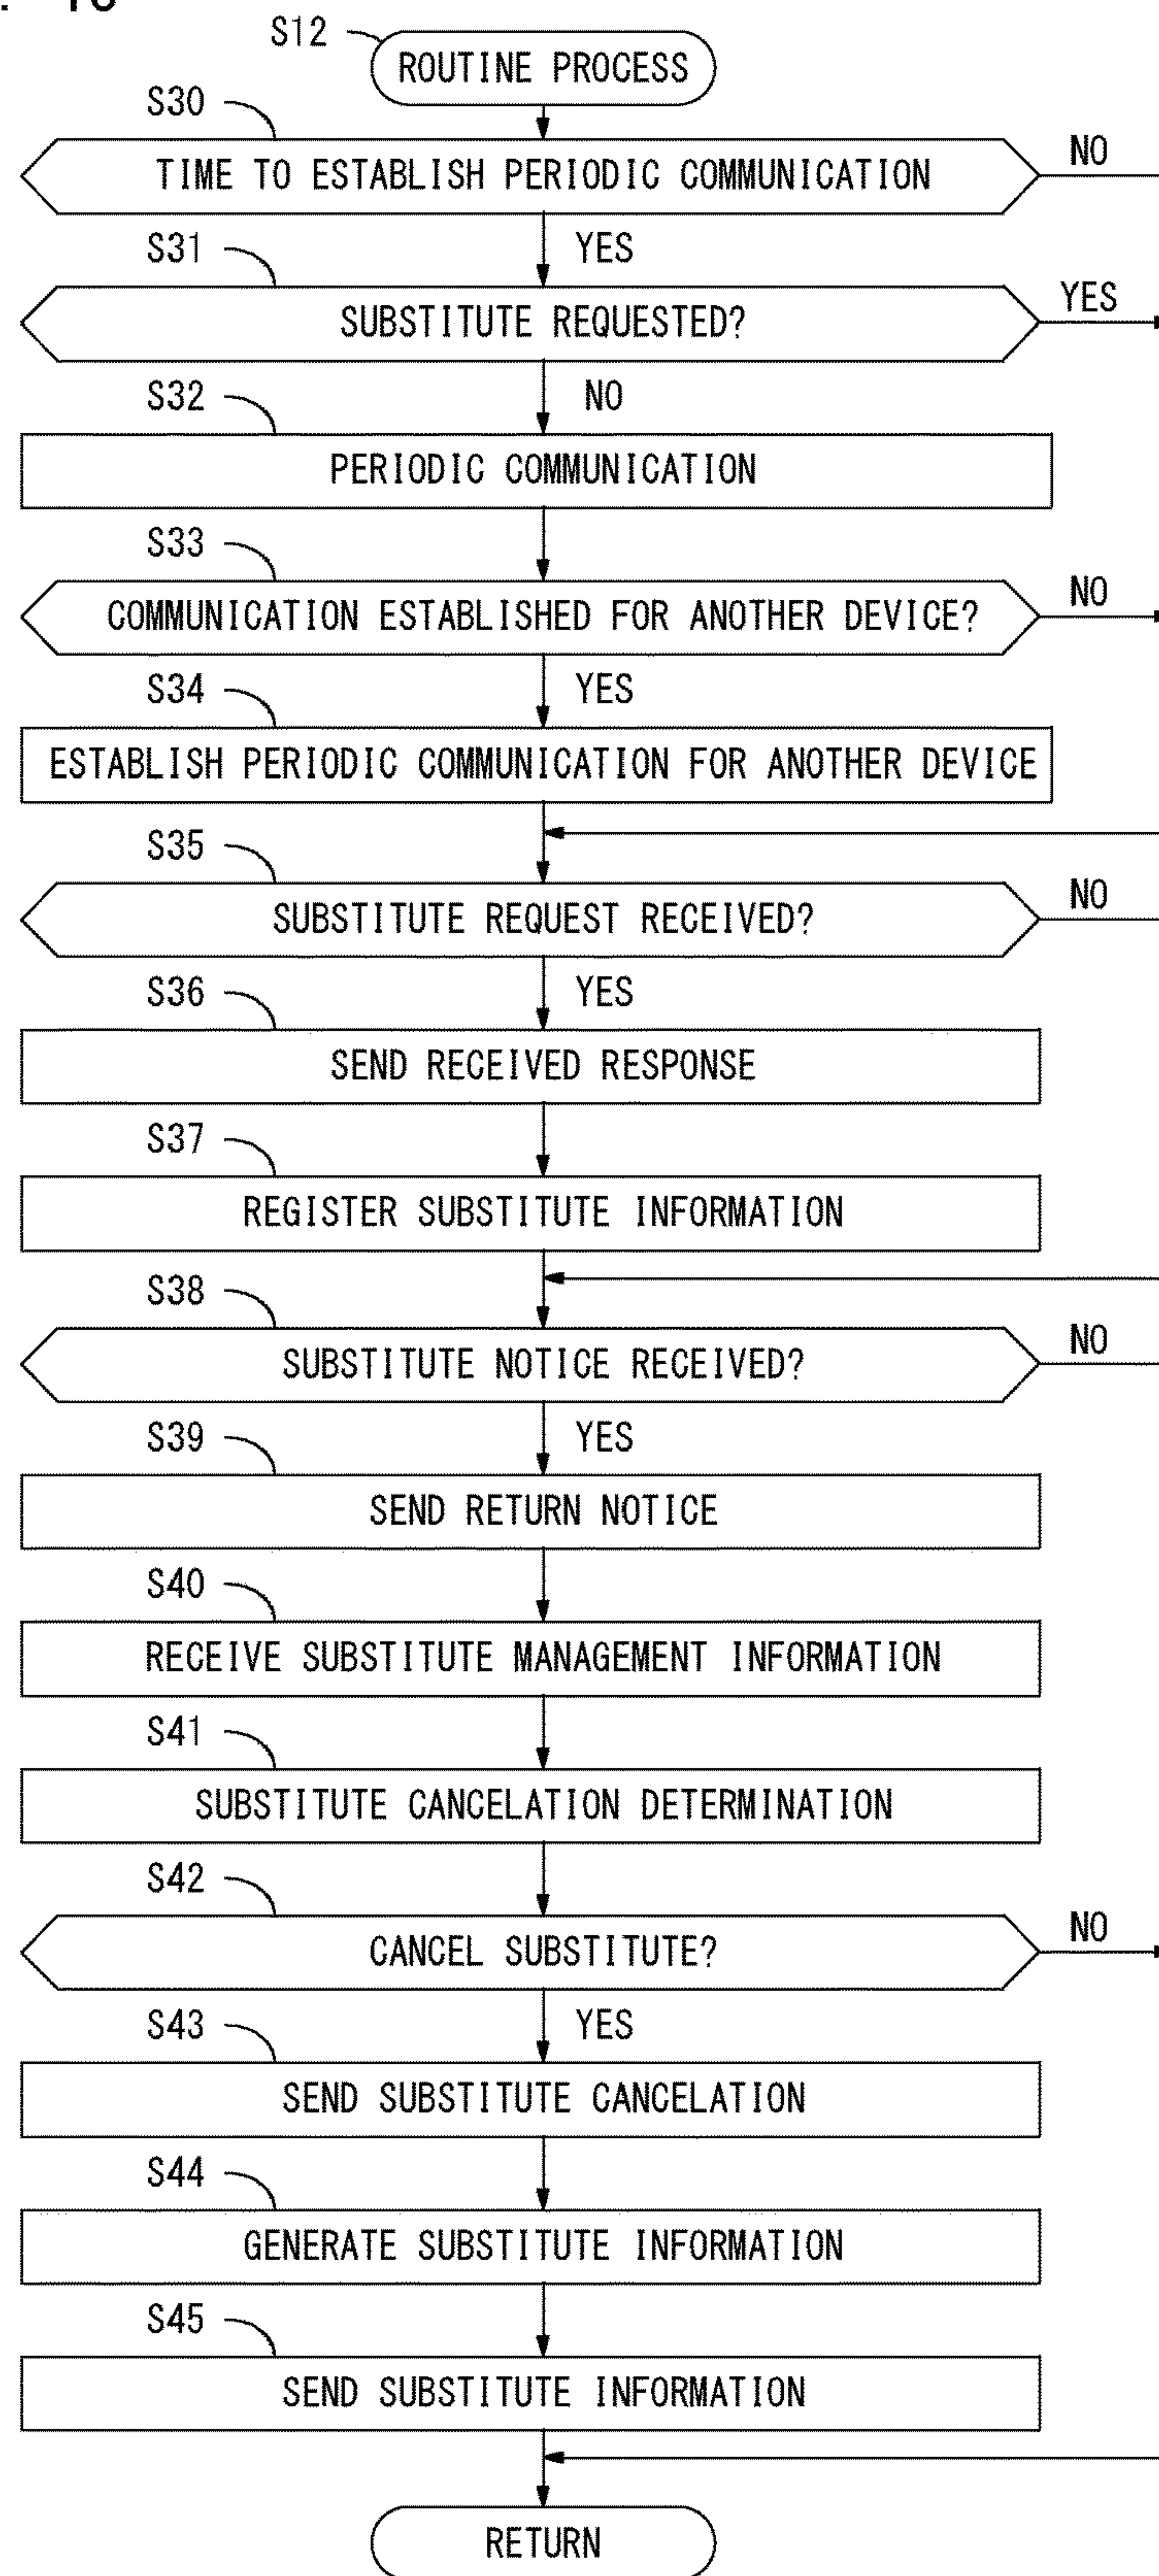 S12
ROUTINE PROCESS
S30
TIME TO ESTABLISH PERIODIC COMMUNICATION
NO
YES
S31
SUBSTITUTE REQUESTED?
YES
NO
S32
PERIODIC COMMUNICATION
S33
COMMUNICATION ESTABLISHED FOR ANOTHER DEVICE?
NO
YES
S34
ESTABLISH PERIODIC COMMUNICATION FOR ANOTHER DEVICE
S35
SUBSTITUTE REQUEST RECEIVED?
NO
YES
S36
SEND RECEIVED RESPONSE
S37
REGISTER SUBSTITUTE INFORMATION
S38
SUBSTITUTE NOTICE RECEIVED?
NO
YES
S39
SEND RETURN NOTICE
S40
RECEIVE SUBSTITUTE MANAGEMENT INFORMATION
S41
SUBSTITUTE CANCELATION DETERMINATION
S42
CANCEL SUBSTITUTE?
NO
YES
S43
SEND SUBSTITUTE CANCELATION
S44
GENERATE SUBSTITUTE INFORMATION
S45
SEND SUBSTITUTE INFORMATION
RETURN